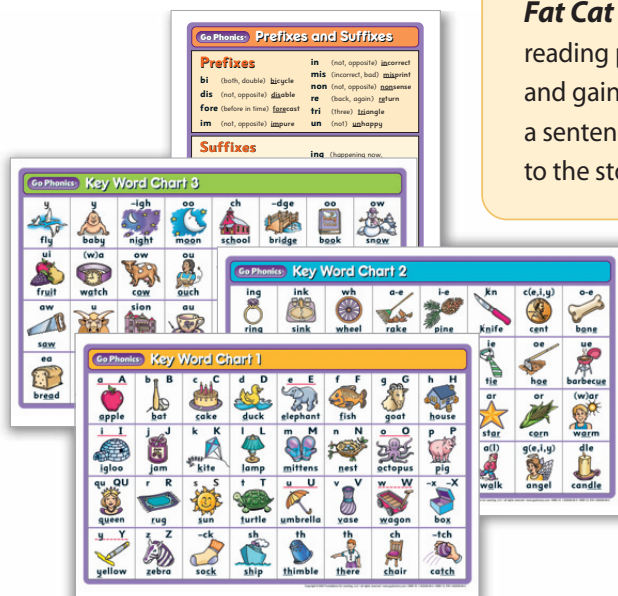 Fat Cat
reading
and gain
a senten
to the sto
Go Phonics Prefixes and Suffixes
Prefixes
bi (both, double) bicycle
dis (not, opposite) disable
fore (before in time) forecast
im (not, opposite) impure
in (not, opposite) incorrect
mis (incorrect, bad) misprint
non (not, opposite) nonsense
re (back, again) return
tri (three) triangle
un (not) unhappy
Suffixes
ing (happening now,
Go Phonics Key Word Chart 3
y y -igh oo ch -dge oo ow
fly baby night moon school bridge book snow
ui (w)a ow ou
fruit watch cow ouch
aw u sion au
saw
ea
bread
Go Phonics Key Word Chart 2
ing ink wh a-e i-e kn c(e,i,y) o-e
ring sink wheel rake pine knife cent bone
ie oe ue
tie hoe barbecue
ar or (w)ar
star corn warm
a(l) g(e,i,y) dle
walk angel candle
Go Phonics Key Word Chart 1
a A b B c C d D e E f F g G h H
apple bat cake duck elephant fish goat house
i I j J k K l L m M n N o O p P
igloo jam kite lamp mittens nest octopus pig
qu QU r R s S t T u U v V w W -x -X
queen rug sun turtle umbrella vase wagon box
y Y z Z -ck sh th th ch -tch
yellow zebra sock ship thimble there chair catch